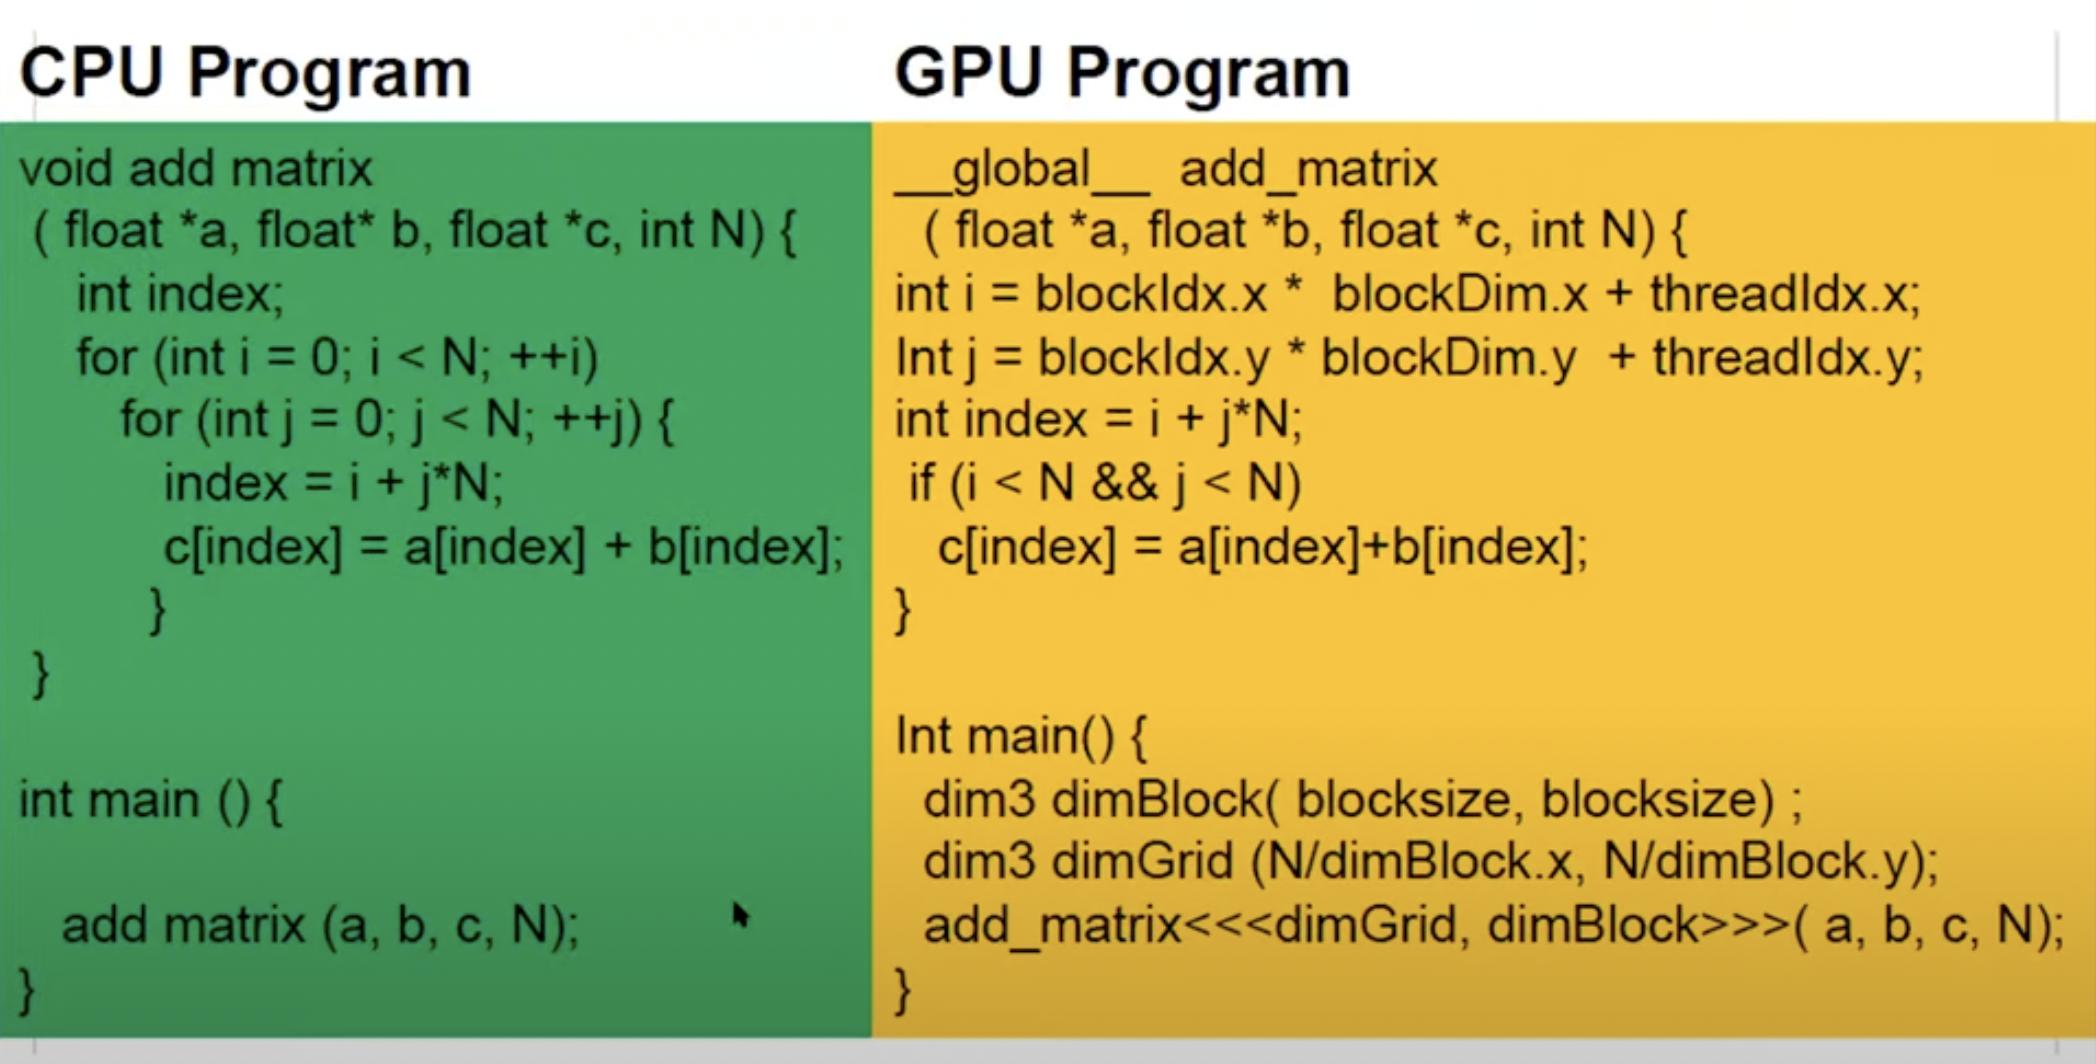 CPU Program
void add matrix
( float *a, float* b, float *c, int N) {
int index;
for (int i = 0; i < N; ++i)
for (int j = 0; j < N; ++j) {
index = i + j*N;
c[index] = a[index] + b[index];
}
}
int main () {
add matrix (a, b, c, N);
}
GPU Program
__global__ add_matrix
( float *a, float *b, float *c, int N) {
int i = blockIdx.x * blockDim.x + threadIdx.x;
Int j = blockIdx.y * blockDim.y + threadIdx.y;
int index = i + j*N;
if (i < N && j < N)
c[index] = a[index]+b[index];
}
Int main() {
dim3 dimBlock( blocksize, blocksize) ;
dim3 dimGrid (N/dimBlock.x, N/dimBlock.y);
add_matrix<<<dimGrid, dimBlock>>>( a, b, c, N);
}